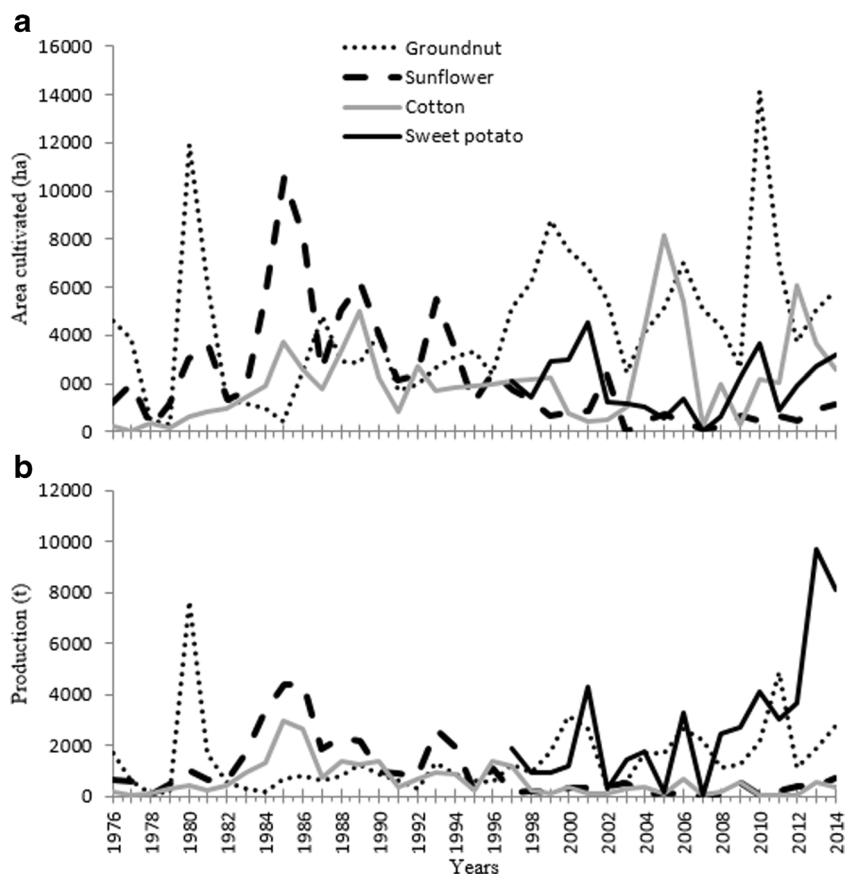 a
Area cultivated (ha)
16000
14000
12000
10000
8000
6000
4000
000
0
Groundnut
Sunflower
Cotton
Sweet potato
b
Production (t)
12000
10000
8000
6000
4000
2000
0
1976 1978 1980 1982 1984 1986 1988 1990 1992 1994 1996 1998 2000 2002 2004 2006 2008 2010 2012 2014
Years